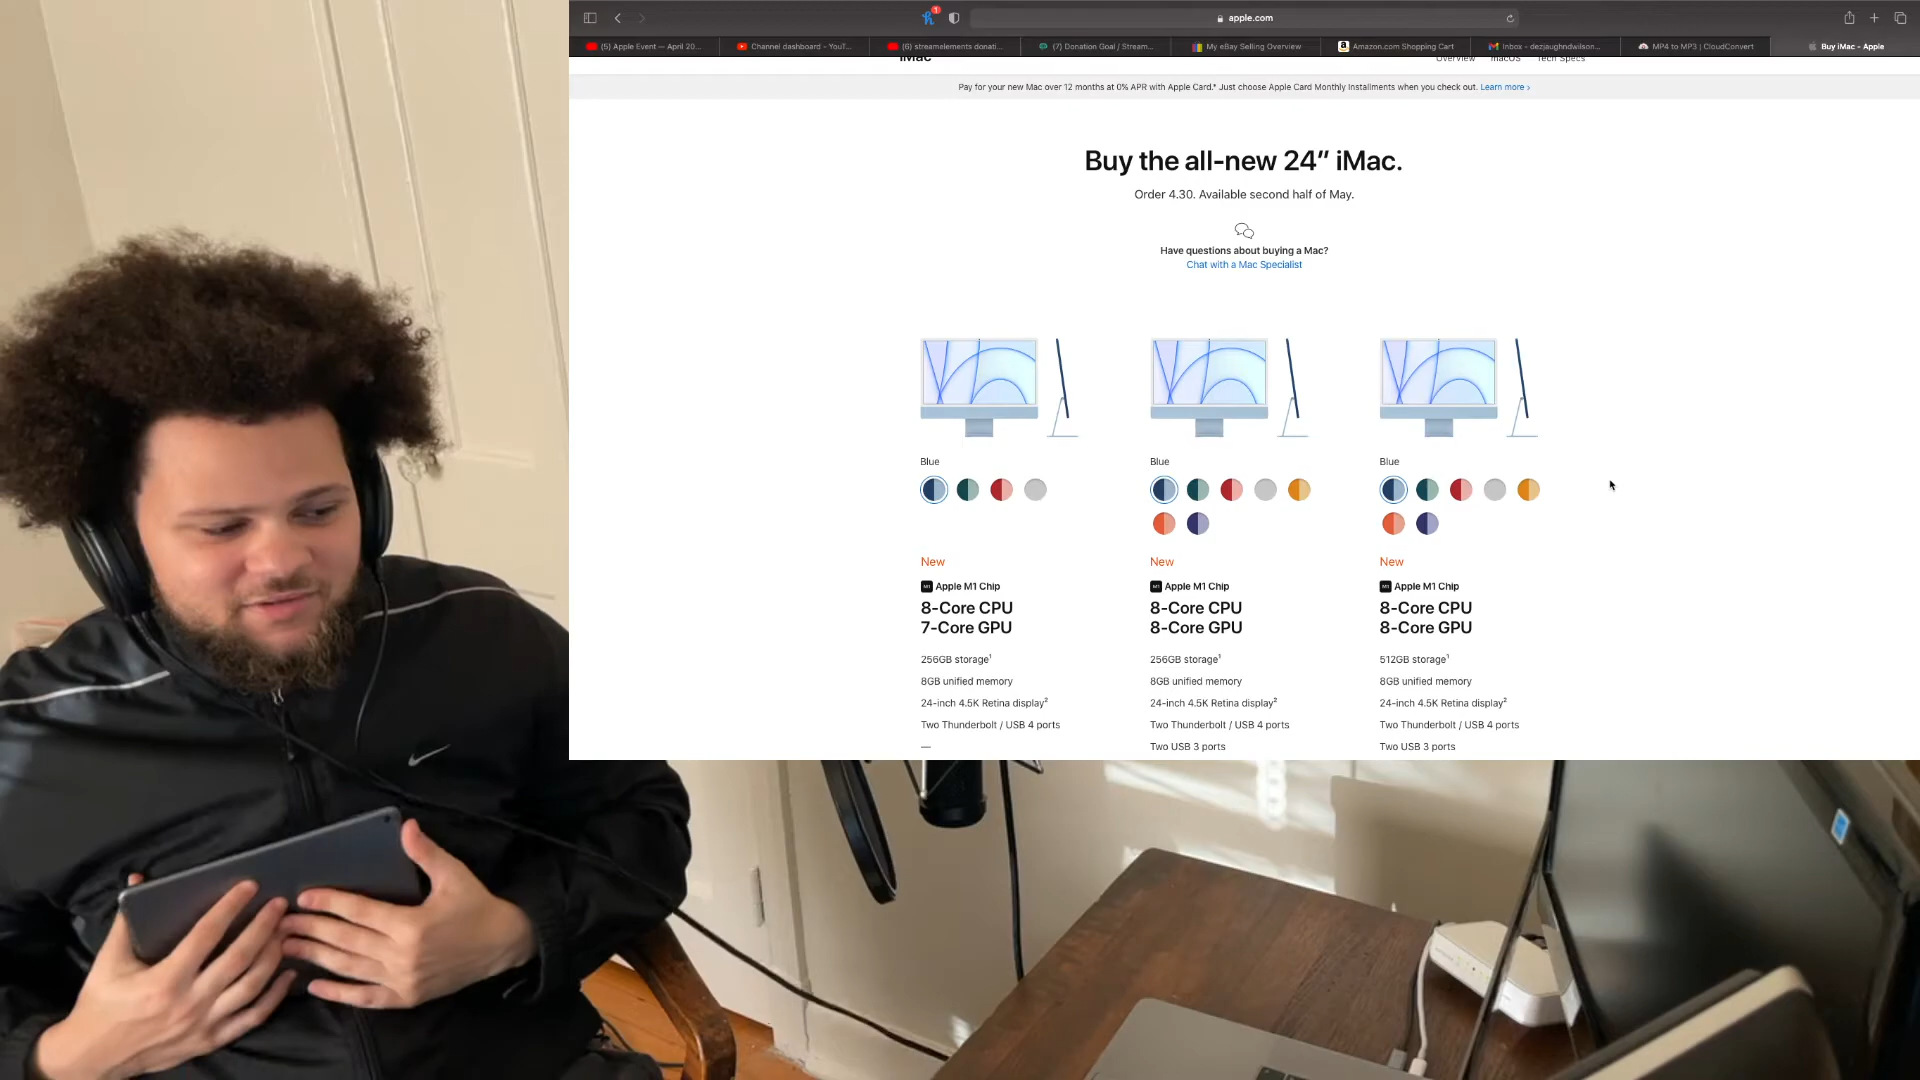 apple.com
(5) Apple Event — April 20...
Channel dashboard - YouT...
(6) streamelements donati...
(7) Donation Goal / Stream...
My eBay Selling Overview
Amazon.com Shopping Cart
Inbox - dezjaughndwilson...
MP4 to MP3 | CloudConvert
Buy iMac - Apple
iMac
Overview macOS Tech Specs
Pay for your new Mac over 12 months at 0% APR with Apple Card.* Just choose Apple Card Monthly Installments when you check out. Learn more >
Buy the all-new 24" iMac.
Order 4.30. Available second half of May.
Have questions about buying a Mac?
Chat with a Mac Specialist
Blue
Blue
Blue
New
Apple M1 Chip
8-Core CPU
7-Core GPU
256GB storage¹
8GB unified memory
24-inch 4.5K Retina display²
Two Thunderbolt / USB 4 ports
—
New
Apple M1 Chip
8-Core CPU
8-Core GPU
256GB storage¹
8GB unified memory
24-inch 4.5K Retina display²
Two Thunderbolt / USB 4 ports
Two USB 3 ports
New
Apple M1 Chip
8-Core CPU
8-Core GPU
512GB storage¹
8GB unified memory
24-inch 4.5K Retina display²
Two Thunderbolt / USB 4 ports
Two USB 3 ports